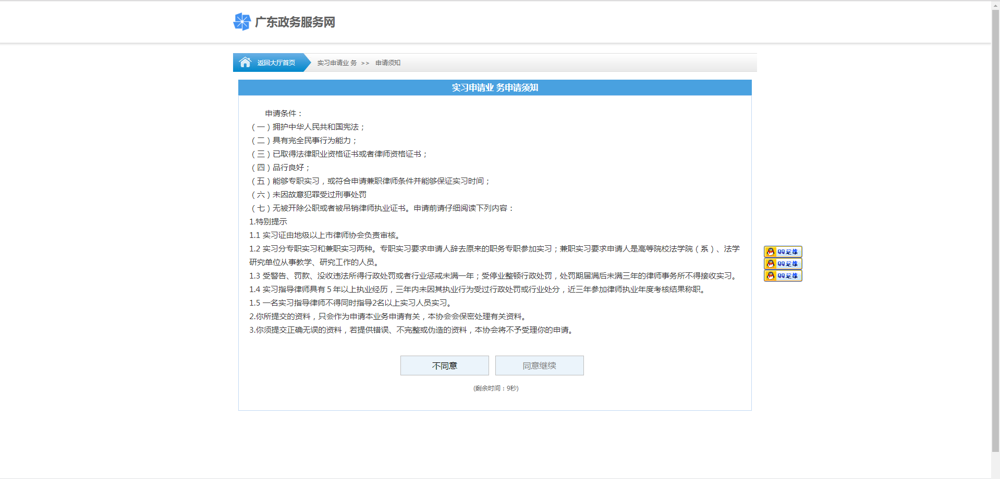 广东政务服务网
返回大厅首页 实习申请业 务 >> 申请须知
实习申请业 务申请须知
申请条件：
（一）拥护中华人民共和国宪法；
（二）具有完全民事行为能力；
（三）已取得法律职业资格证书或者律师资格证书；
（四）品行良好；
（五）能够专职实习，或符合申请兼职律师条件并能够保证实习时间；
（六）未因故意犯罪受过刑事处罚
（七）无被开除公职或者被吊销律师执业证书。申请前请仔细阅读下列内容：
1.特别提示
1.1 实习证由地级以上市律师协会负责审核。
1.2 实习分专职实习和兼职实习两种。专职实习要求申请人辞去原来的职务专职参加实习；兼职实习要求申请人是高等院校法学院（系）、法学
研究单位从事教学、研究工作的人员。
1.3 受警告、罚款、没收违法所得行政处罚或者行业惩戒未满一年；受停业整顿行政处罚，处罚期届满后未满三年的律师事务所不得接收实习。
1.4 实习指导律师具有５年以上执业经历，三年内未因其执业行为受过行政处罚或行业处分，近三年参加律师执业年度考核结果称职。
1.5 一名实习指导律师不得同时指导2名以上实习人员实习。
2.你所提交的资料，只会作为申请本业务申请有关，本协会会保密处理有关资料。
3.你须提交正确无误的资料，若提供错误、不完整或伪造的资料，本协会将不予受理你的申请。
QQ运维
QQ运维
QQ运维
不同意 同意继续
(剩余时间：9秒)